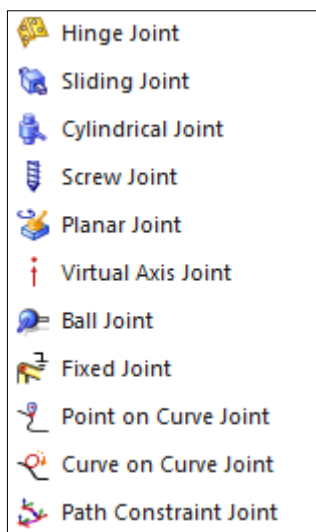 Hinge Joint
Sliding Joint
Cylindrical Joint
Screw Joint
Planar Joint
Virtual Axis Joint
Ball Joint
Fixed Joint
Point on Curve Joint
Curve on Curve Joint
Path Constraint Joint